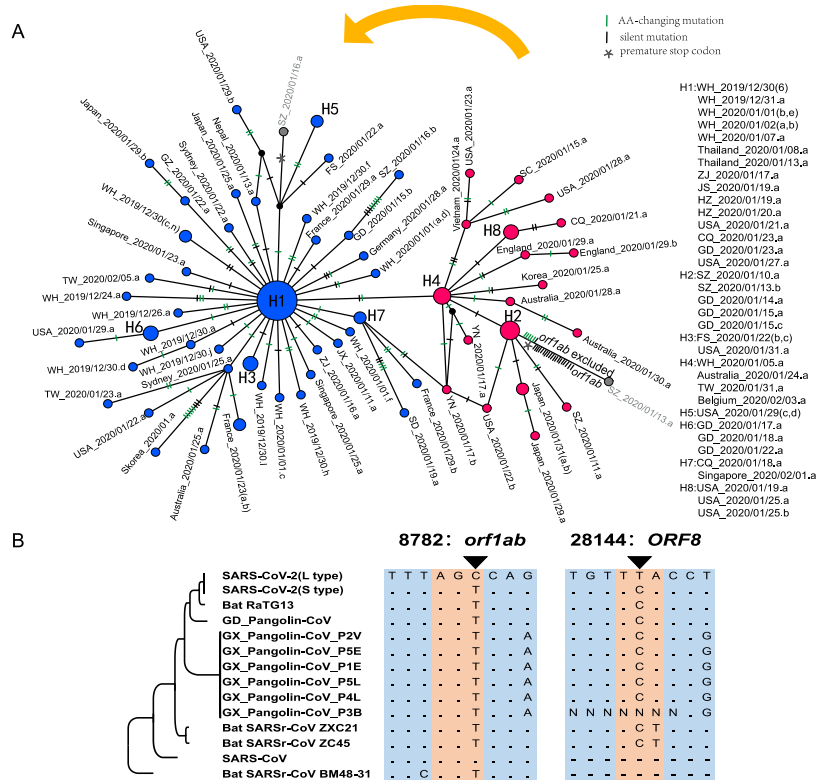 A
AA-changing mutation
silent mutation
premature stop codon
USA_2020/01/29.b
SZ_2020/01/16.a
H5
Japan_2020/01/29.b
GZ_2020/01/22.a
Sydney_2020/01/22.a
Japan_2020/01/25.a
Nepal_2020/01/13.a
FS_2020/01/22.a
WH_2019/12/30.f
France_2020/01/29.a
SZ_2020/01/16.b
GD_2020/01/15.b
Germany_2020/01/28.a
WH_2020/01/01(a,d)
WH_2019/12/30(c,n)
Singapore_2020/01/23.a
TW_2020/02/05.a
WH_2019/12/24.a
WH_2019/12/26.a
USA_2020/01/29.a
H6
WH_2019/12/30.a
WH_2019/12/30.d
WH_2019/12/30.j
Sydney_2020/01/25.a
TW_2020/01/23.a
USA_2020/01/22.a
Skorea_2020/01.a
Australia_2020/01/25.a
France_2020/01/23(a,b)
H3
WH_2019/12/30.l
WH_2020/01/01.c
WH_2019/12/30.h
Singapore_2020/01/25.a
ZJ_2020/01/16.a
JX_2020/01/11.a
WH_2020/01/01.f
H7
SD_2020/01/19.a
France_2020/01/29.b
H1
H4
USA_2020/01/23.a
Vietnam_2020/01/24.a
SC_2020/01/15.a
USA_2020/01/28.a
H8
CQ_2020/01/21.a
England_2020/01/29.a
England_2020/01/29.b
Korea_2020/01/25.a
Australia_2020/01/28.a
H2
orf1ab excluded
orf1ab
Australia_2020/01/30.a
SZ_2020/01/13.a
YN_2020/01/17.a
YN_2020/01/17.b
USA_2020/01/22.b
Japan_2020/01/31(a,b)
Japan_2020/01/29.a
SZ_2020/01/11.a
H1:WH_2019/12/30(6)
WH_2019/12/31.a
WH_2020/01/01(b,e)
WH_2020/01/02(a,b)
WH_2020/01/07.a
Thailand_2020/01/08.a
Thailand_2020/01/13.a
ZJ_2020/01/17.a
JS_2020/01/19.a
HZ_2020/01/19.a
HZ_2020/01/20.a
USA_2020/01/21.a
CQ_2020/01/23.a
GD_2020/01/23.a
USA_2020/01/27.a
H2:SZ_2020/01/10.a
SZ_2020/01/13.b
GD_2020/01/14.a
GD_2020/01/15.a
GD_2020/01/15.c
H3:FS_2020/01/22(b,c)
USA_2020/01/31.a
H4:WH_2020/01/05.a
Australia_2020/01/24.a
TW_2020/01/31.a
Belgium_2020/02/03.a
H5:USA_2020/01/29(c,d)
H6:GD_2020/01/17.a
GD_2020/01/18.a
GD_2020/01/22.a
H7:CQ_2020/01/18.a
Singapore_2020/02/01.a
H8:USA_2020/01/19.a
USA_2020/01/25.a
USA_2020/01/25.b
B
8782: orf1ab 28144: ORF8
SARS-CoV-2(L type) T T T A G C C A G T G T T T A C C T
SARS-CoV-2(S type) . . . . . T . . . . . . . C . . . .
Bat RaTG13 . . . . . T . . . . . . . C . . . .
GD_Pangolin-CoV . . . . . T . . . . . . . C . . . .
GX_Pangolin-CoV_P2V . . . . . T . . A . . . . C . . . G
GX_Pangolin-CoV_P5E . . . . . T . . A . . . . C . . . G
GX_Pangolin-CoV_P1E . . . . . T . . A . . . . C . . . G
GX_Pangolin-CoV_P5L . . . . . T . . A . . . . C . . . G
GX_Pangolin-CoV_P4L . . . . . T . . A . . . . C . . . G
GX_Pangolin-CoV_P3B . . . . . T . . A N N N N N N N . G
Bat SARSr-CoV ZXC21 . . . . . T . . . . . . . C T . . .
Bat SARSr-CoV ZC45 . . . . . T . . . . . . . C T . . .
SARS-CoV . . . . . . . . . - - - - - - - - -
Bat SARSr-CoV BM48-31 . . C . . T . . . - - - - - - - - -